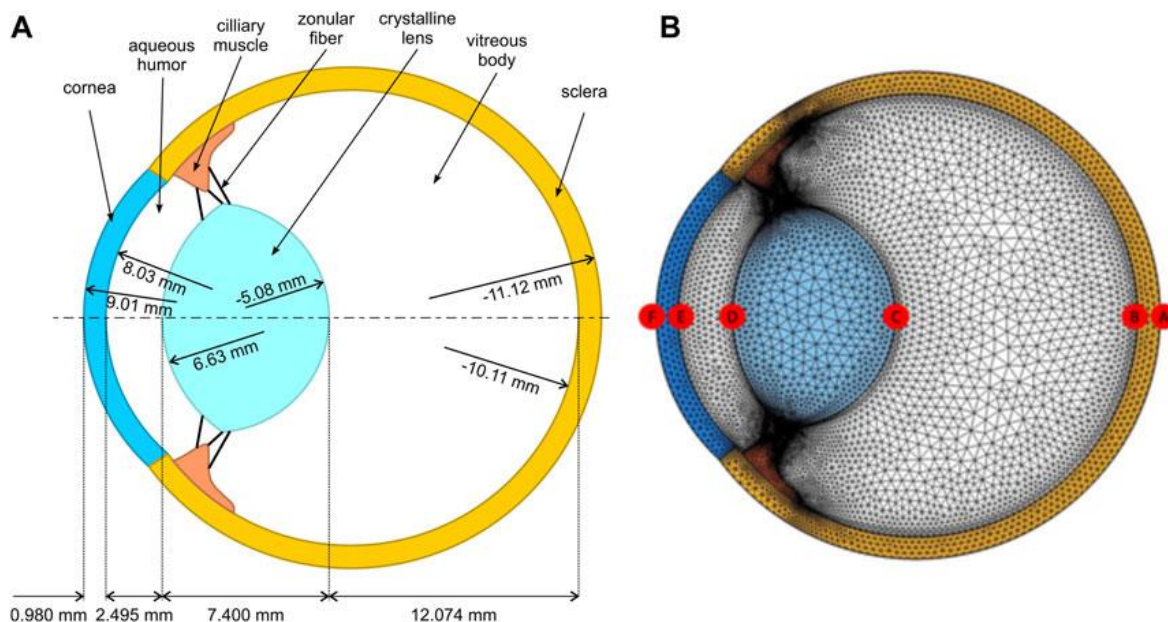 A
cornea
aqueous
humor
cilliary
muscle
zonular
fiber
crystalline
lens
vitreous
body
sclera
8.03 mm
9.01 mm
-5.08 mm
6.63 mm
-11.12 mm
-10.11 mm
0.980 mm
2.495 mm
7.400 mm
12.074 mm
B
F
E
D
C
B
A